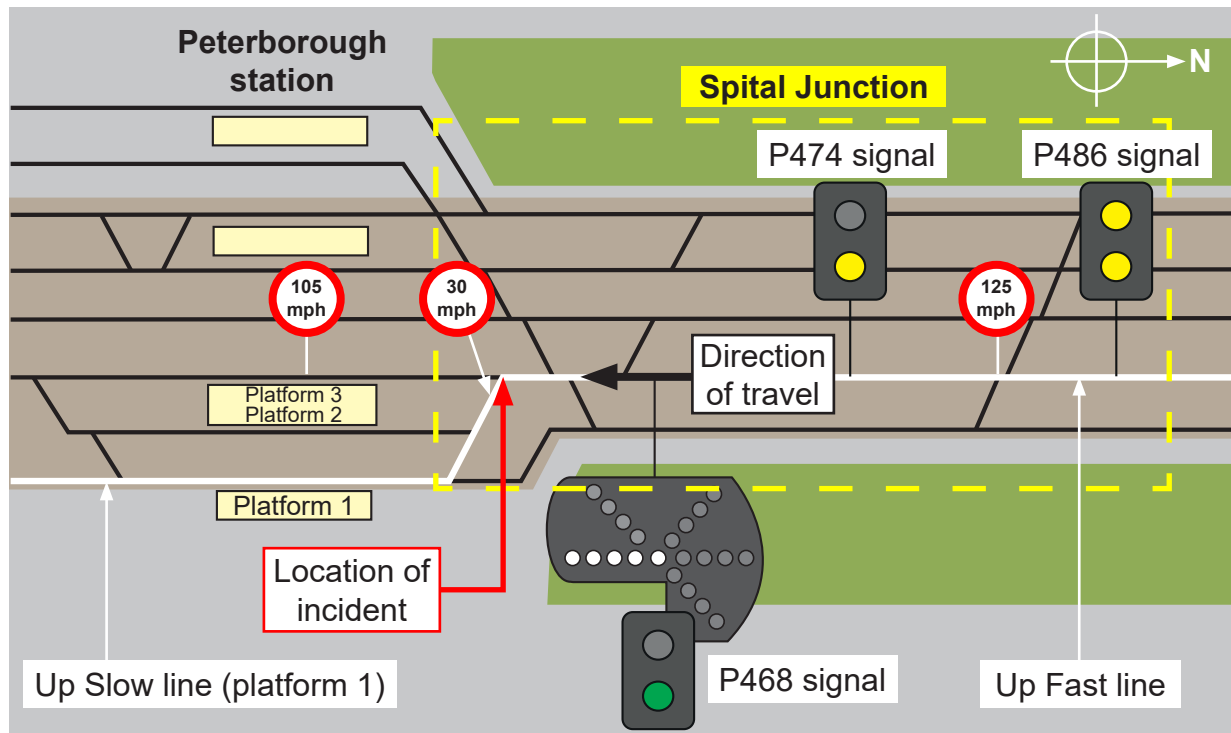 Peterborough
station
Spital Junction
N
P474 signal
P486 signal
105
mph
30
mph
125
mph
Direction
of travel
Platform 3
Platform 2
Platform 1
Location of
incident
Up Slow line (platform 1)
P468 signal
Up Fast line